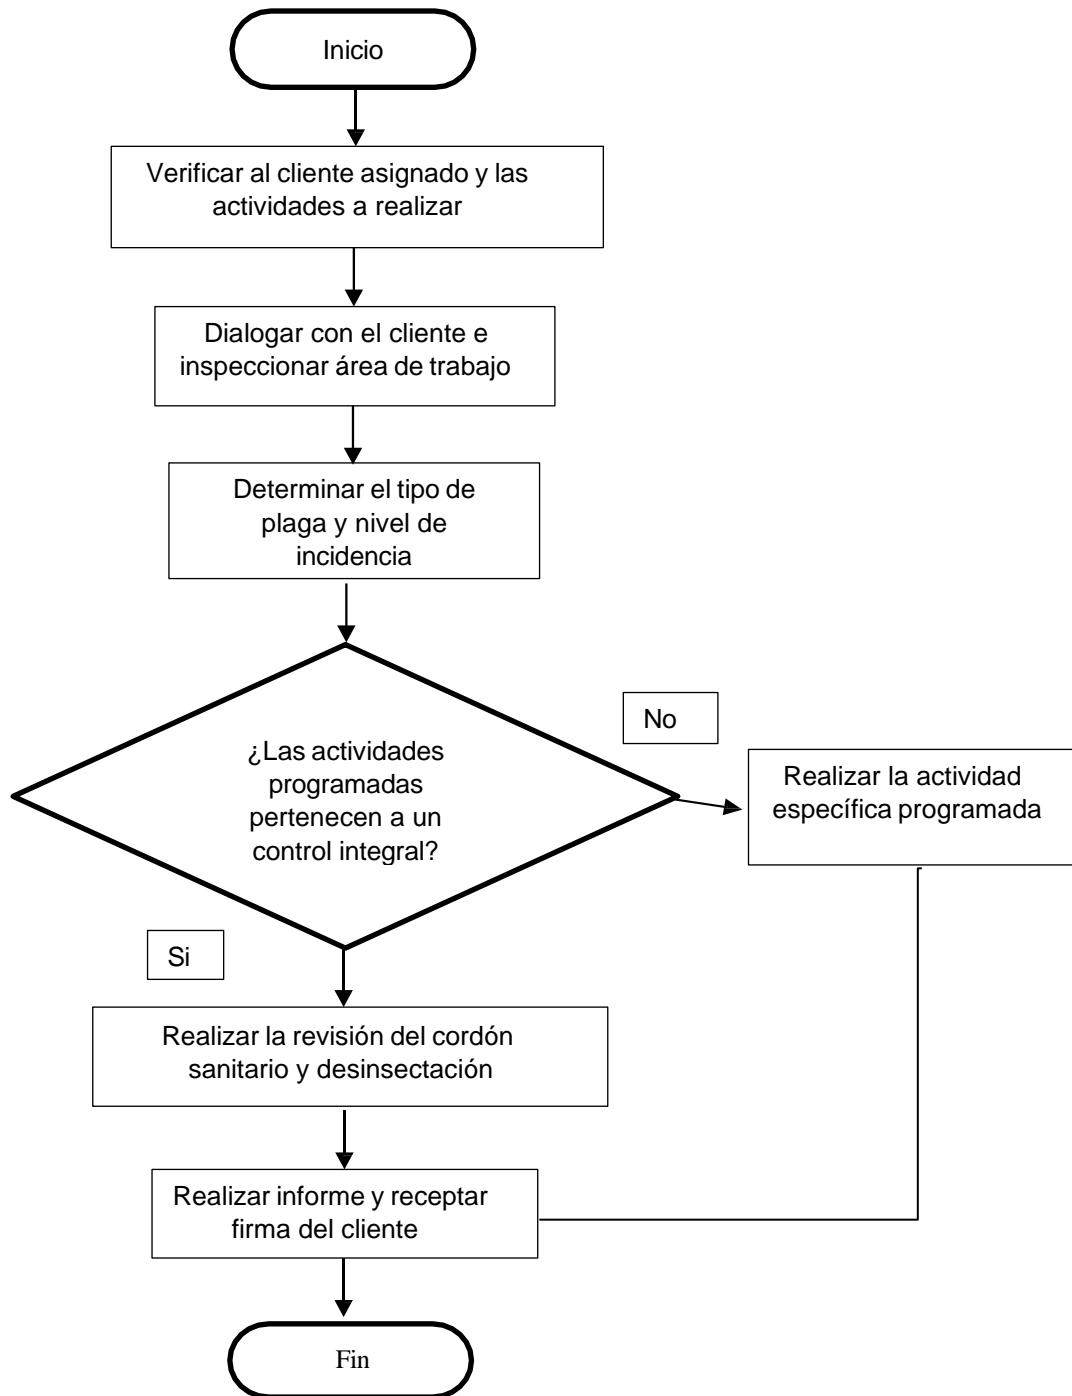 Inicio
Verificar al cliente asignado y las
actividades a realizar
Dialogar con el cliente e
inspeccionar área de trabajo
Determinar el tipo de
plaga y nivel de
incidencia
No
¿Las actividades
programadas
pertenecen a un
control integral?
Realizar la actividad
específica programada
Si
Realizar la revisión del cordón
sanitario y desinsectación
Realizar informe y receptar
firma del cliente
Fin